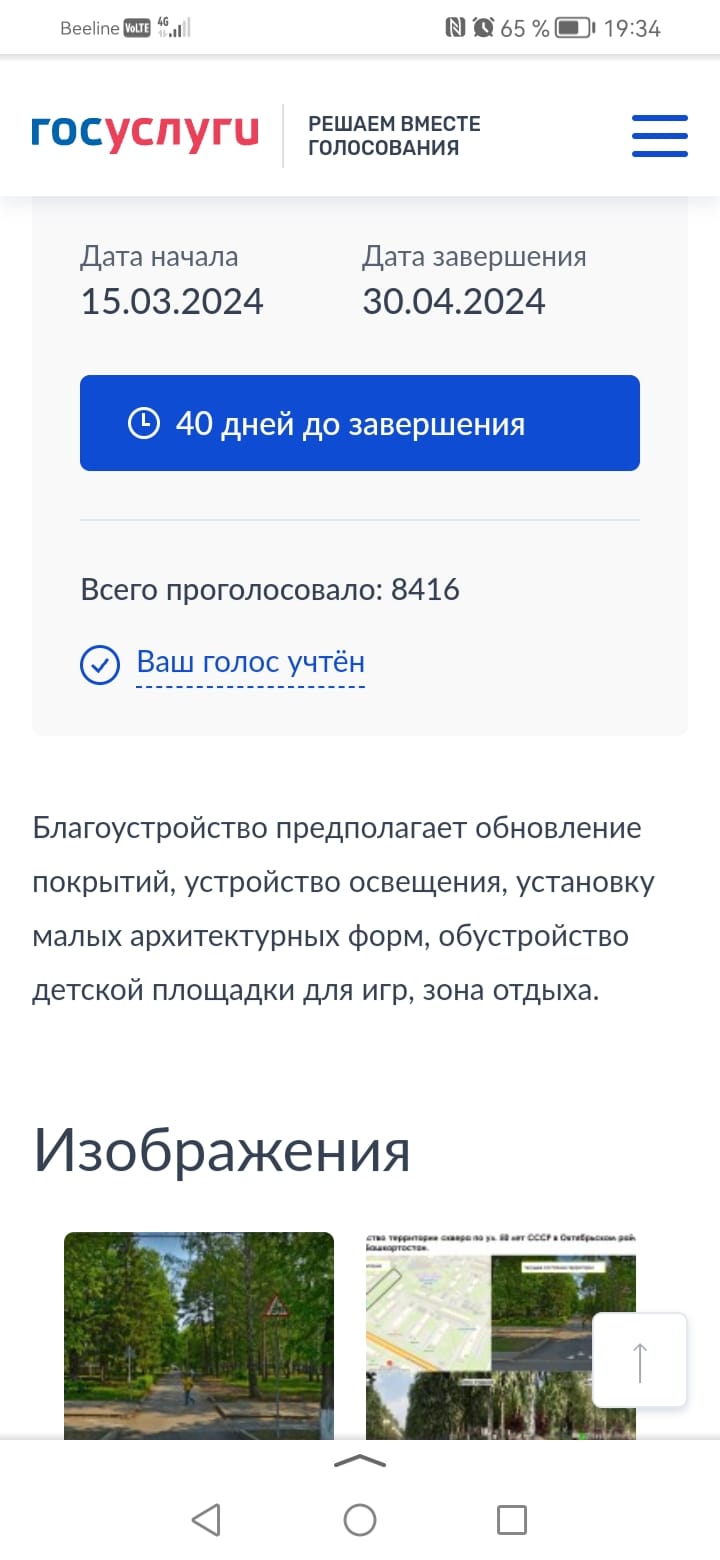 Beeline VoLTE 4G 65 % 19:34
госуслуги
РЕШАЕМ ВМЕСТЕ
ГОЛОСОВАНИЯ
Дата начала Дата завершения
15.03.2024 30.04.2024
40 дней до завершения
Всего проголосовало: 8416
Ваш голос учтён
Благоустройство предполагает обновление
покрытий, устройство освещения, установку
малых архитектурных форм, обустройство
детской площадки для игр, зона отдыха.
Изображения
ства территории сквера по ул. 50 лет СССР в Октябрьском рай
Башкортостан.